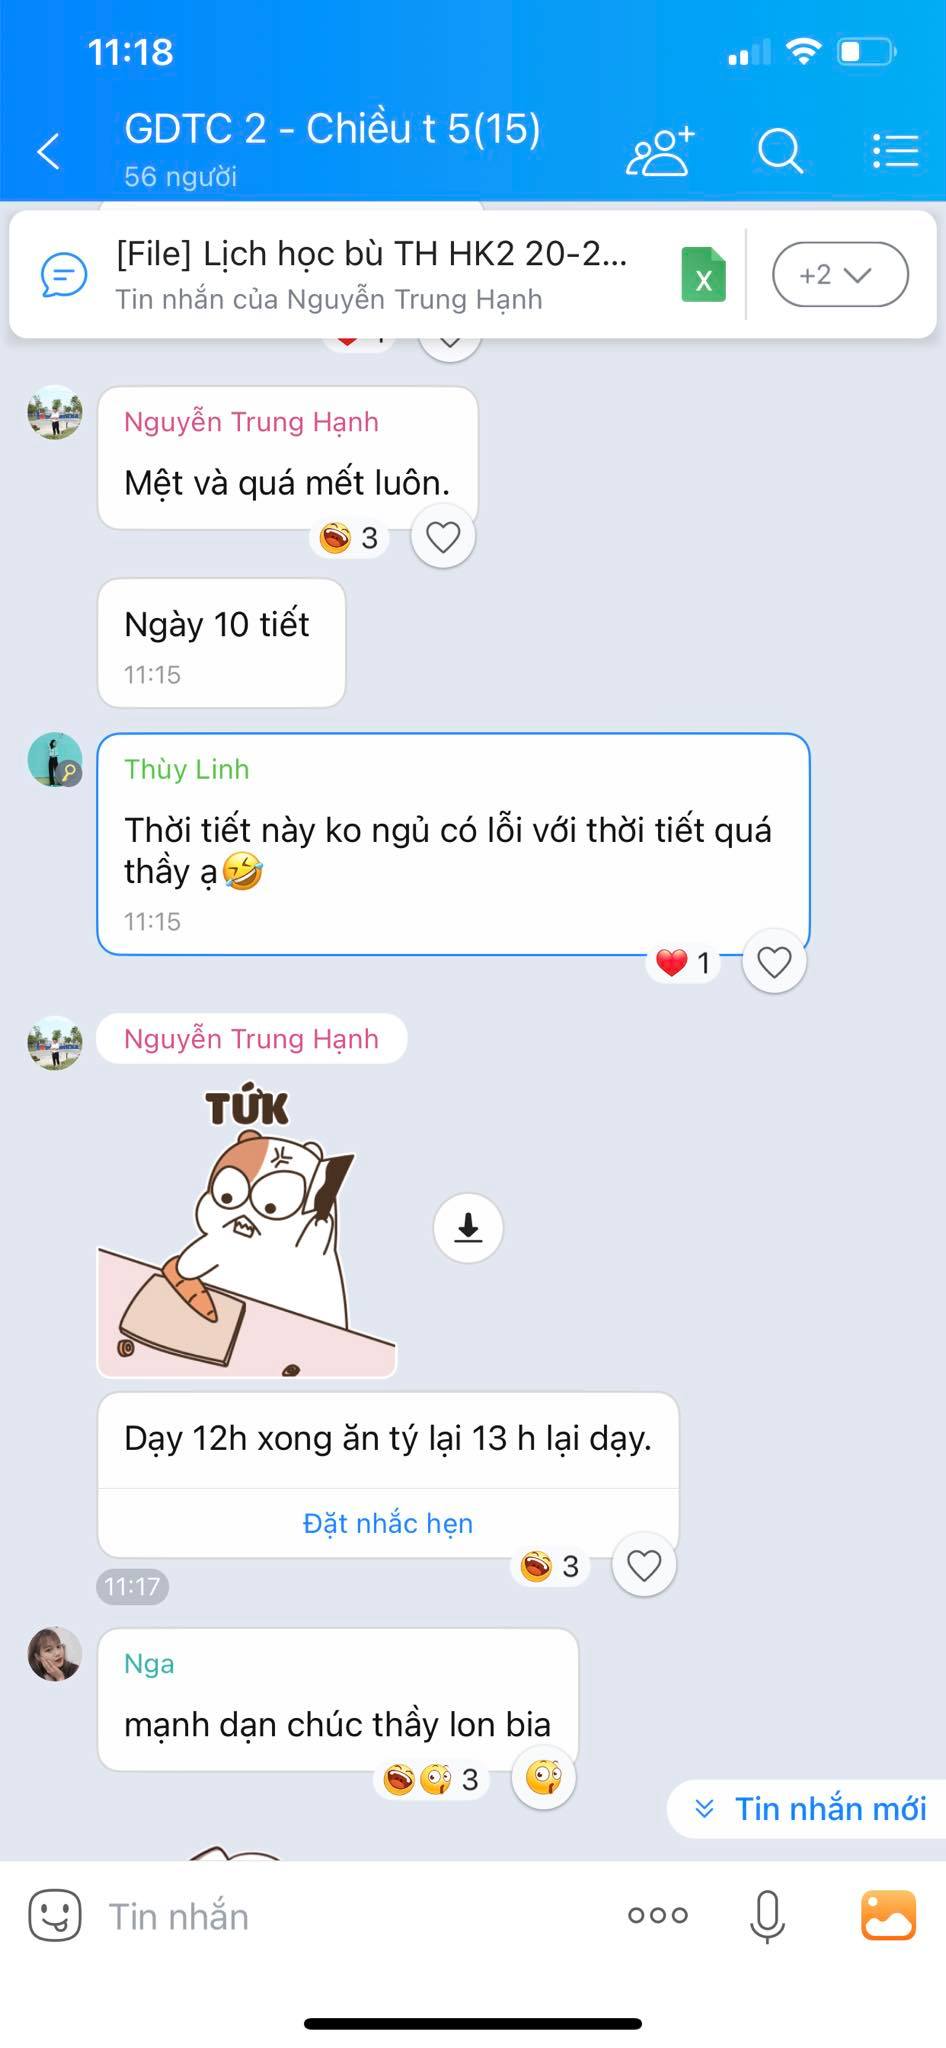 11:18
GDTC 2 - Chiều t 5(15)
56 người
[File] Lịch học bù TH HK2 20-2...
Tin nhắn của Nguyễn Trung Hạnh
X
+2
1
Nguyễn Trung Hạnh
Mệt và quá mết luôn.
3
Ngày 10 tiết
11:15
Thùy Linh
Thời tiết này ko ngủ có lỗi với thời tiết quá
thầy ạ🤣
11:15
1
Nguyễn Trung Hạnh
TỨK
Dạy 12h xong ăn tý lại 13 h lại dạy.
Đặt nhắc hẹn
3
11:17
Nga
mạnh dạn chúc thầy lon bia
3
Tin nhắn mới
Tin nhắn